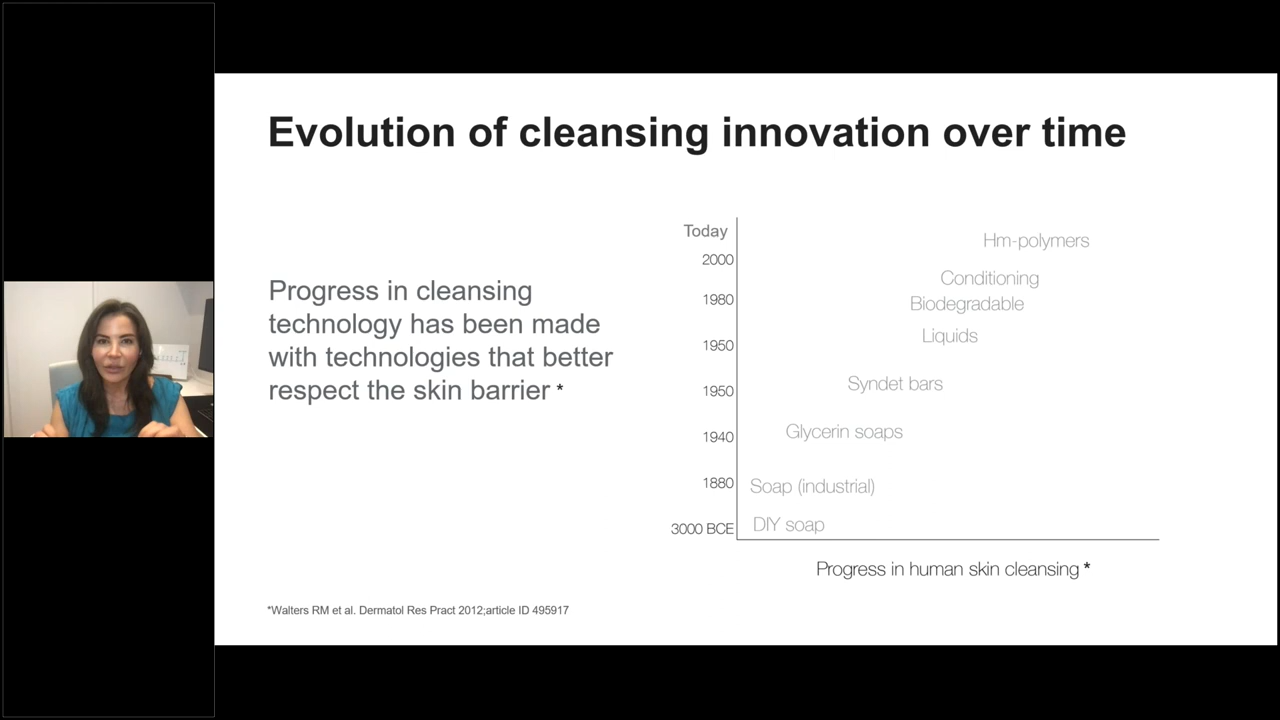 Evolution of cleansing innovation over time
Progress in cleansing
technology has been made
with technologies that better
respect the skin barrier *
Today
2000
1980
1950
1950
1940
1880
3000 BCE
Hm-polymers
Conditioning
Biodegradable
Liquids
Syndet bars
Glycerin soaps
Soap (industrial)
DIY soap
Progress in human skin cleansing *
*Walters RM et al. Dermatol Res Pract 2012;article ID 495917